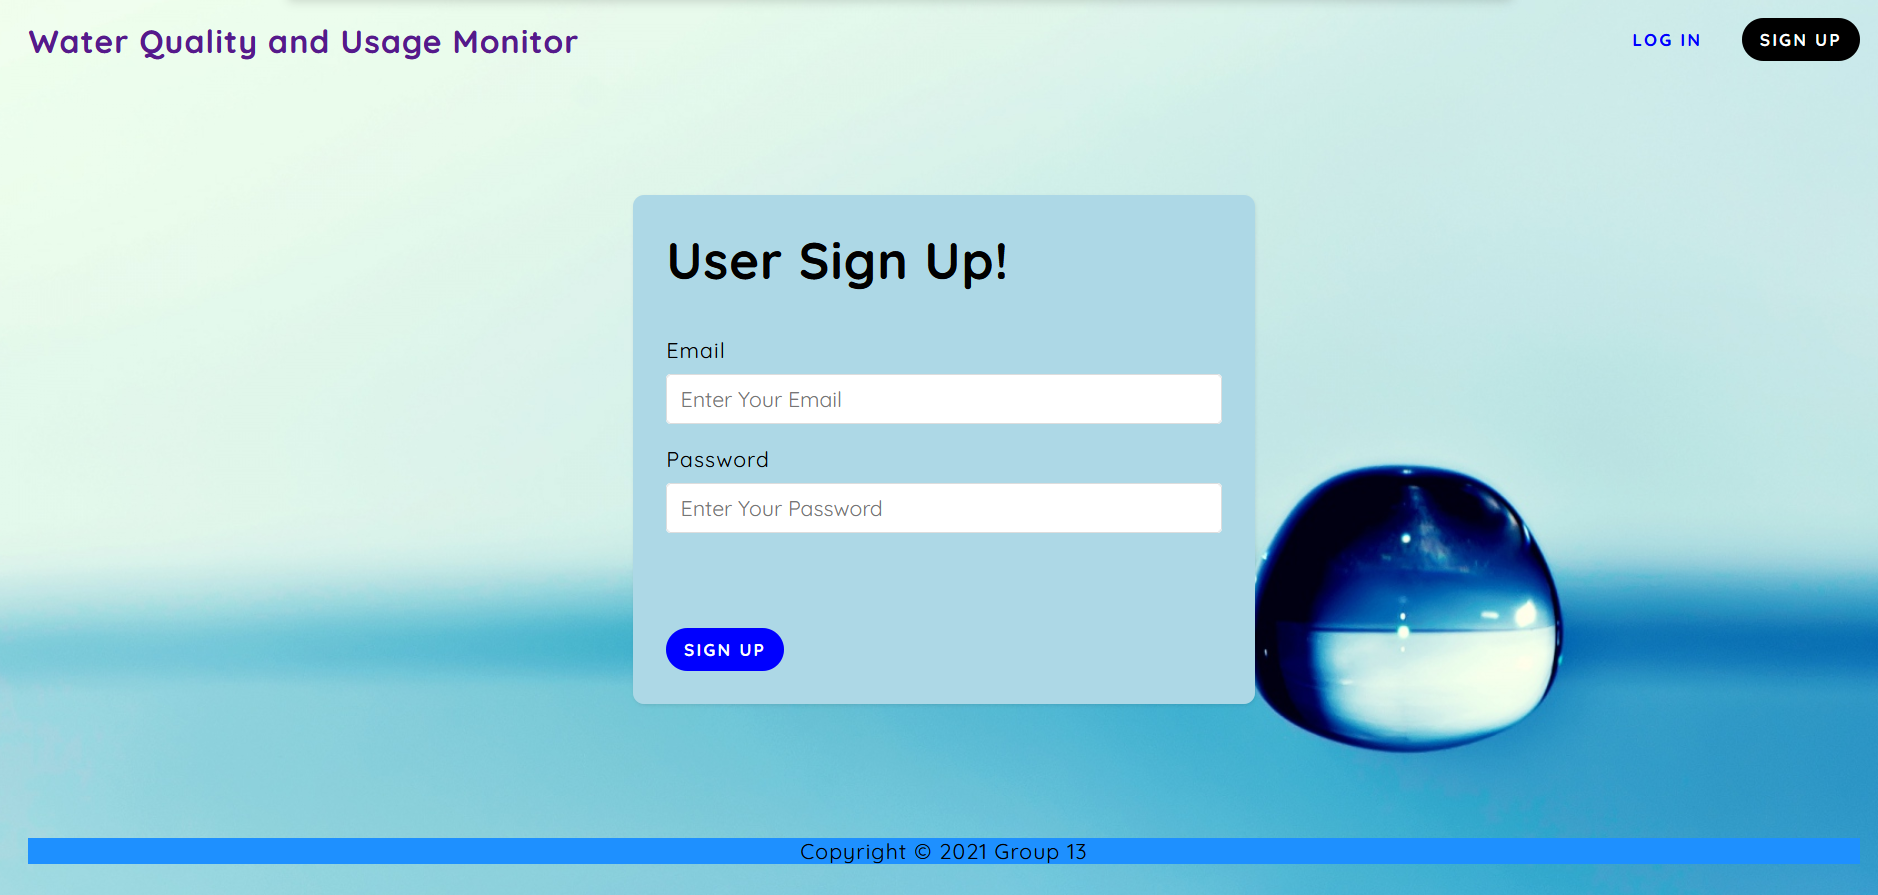 Water Quality and Usage Monitor
LOG IN
SIGN UP
User Sign Up!
Email
Enter Your Email
Password
Enter Your Password
SIGN UP
Copyright © 2021 Group 13